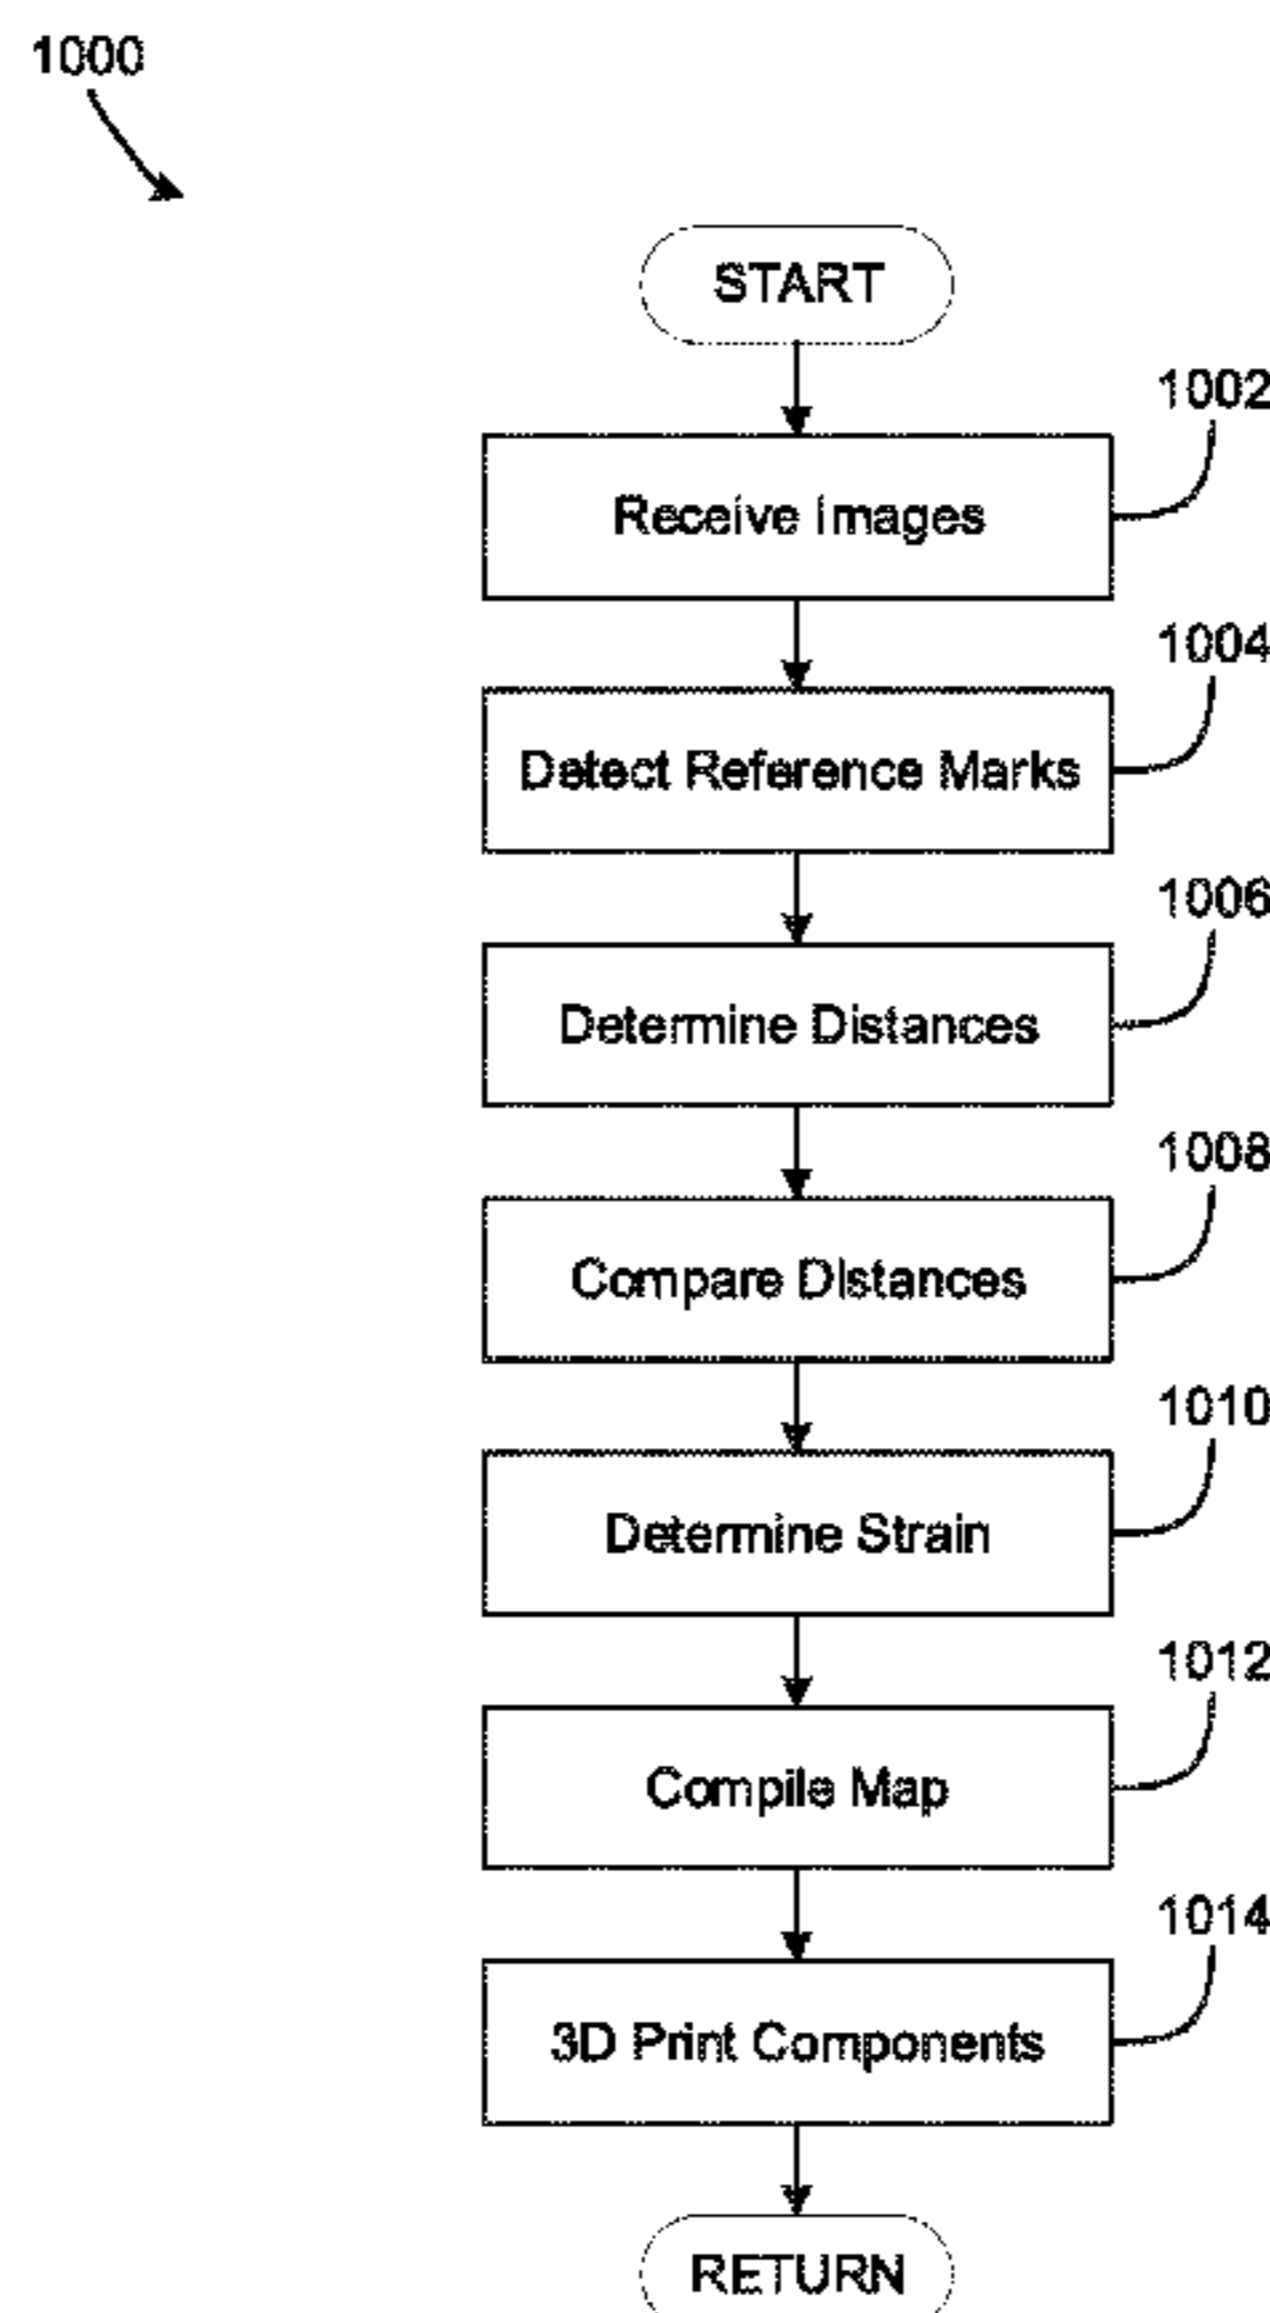 1000
START
1002
Receive Images
1004
Detect Reference Marks
1006
Determine Distances
1008
Compare Distances
1010
Determine Strain
1012
Compile Map
1014
3D Print Components
RETURN